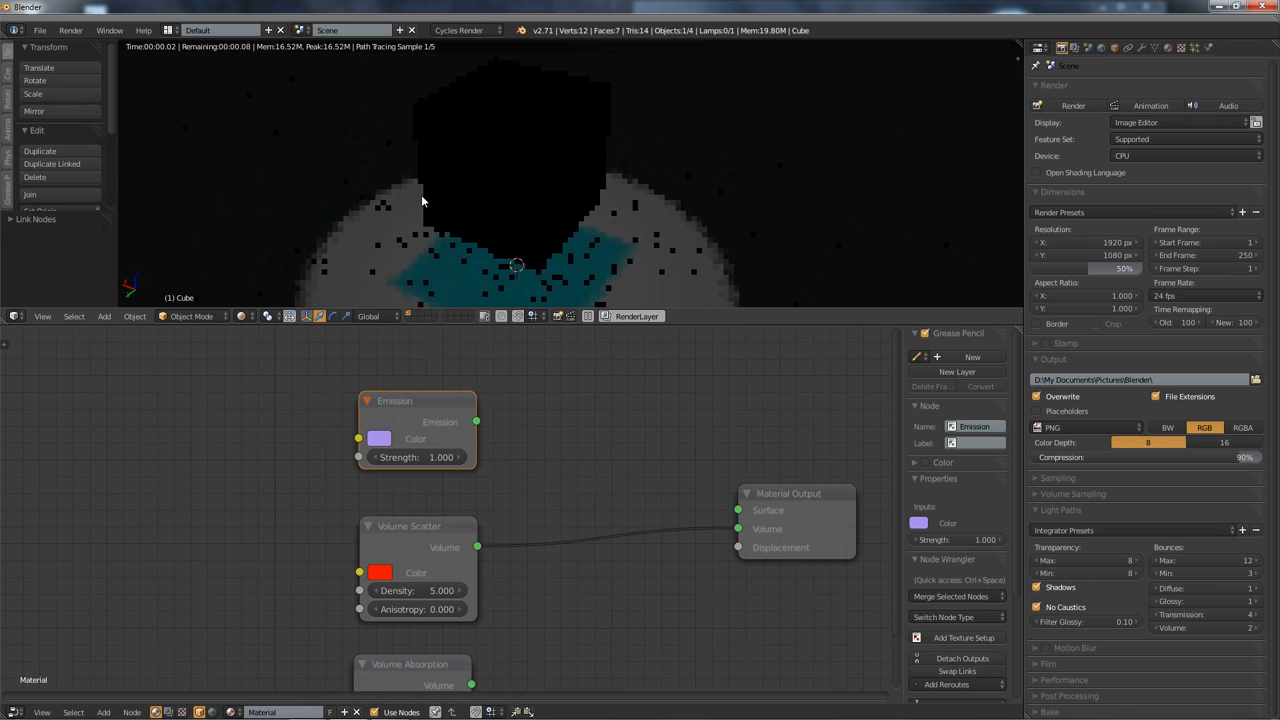 Blender
File Render Window Help Default Scene Cycles Render v2.71 | Verts:12 | Faces:7 | Tris:14 | Objects:1/4 | Lamps:0/1 | Mem:19.80M | Cube
Time:00:00.02 | Remaining:00:00.08 | Mem:16.52M, Peak:16.52M | Path Tracing Sample 1/5
Transform
Translate
Rotate
Scale
Mirror
Edit
Duplicate
Duplicate Linked
Delete
Join
Link Nodes
(1) Cube
View Select Add Object Object Mode Global RenderLayer
Emission
Emission
Color
Strength: 1.000
Volume Scatter
Volume
Color
Density: 5.000
Anisotropy: 0.000
Volume Absorption
Volume
Material Output
Surface
Volume
Displacement
Material
View Select Add Node Material F Use Nodes
Grease Pencil
New
New Layer
Delete Fra... Convert
Node
Name: Emission
Label:
Color
Properties
Inputs:
Color
Strength: 1.000
Node Wrangler
(Quick access: Ctrl+Space)
Merge Selected Nodes
Switch Node Type
Add Texture Setup
Detach Outputs
Swap Links
Add Reroutes
Scene
Render
Render Animation Audio
Display: Image Editor
Feature Set: Supported
Device: CPU
Open Shading Language
Dimensions
Render Presets
Resolution: Frame Range:
X: 1920 px Start Frame: 1
Y: 1080 px End Frame: 250
50% Frame Step: 1
Aspect Ratio: Frame Rate:
X: 1.000 24 fps
Y: 1.000 Time Remapping:
Border Crop Old: 100 New: 100
Stamp
Output
D:\My Documents\Pictures\Blender\
Overwrite File Extensions
Placeholders
PNG BW RGB RGBA
Color Depth: 8 16
Compression: 90%
Sampling
Volume Sampling
Light Paths
Integrator Presets
Transparency: Bounces:
Max: 8 Max: 12
Min: 8 Min: 3
Shadows Diffuse: 1
Glossy: 1
No Caustics Transmission: 4
Filter Glossy: 0.10 Volume: 2
Motion Blur
Film
Performance
Post Processing
Bake